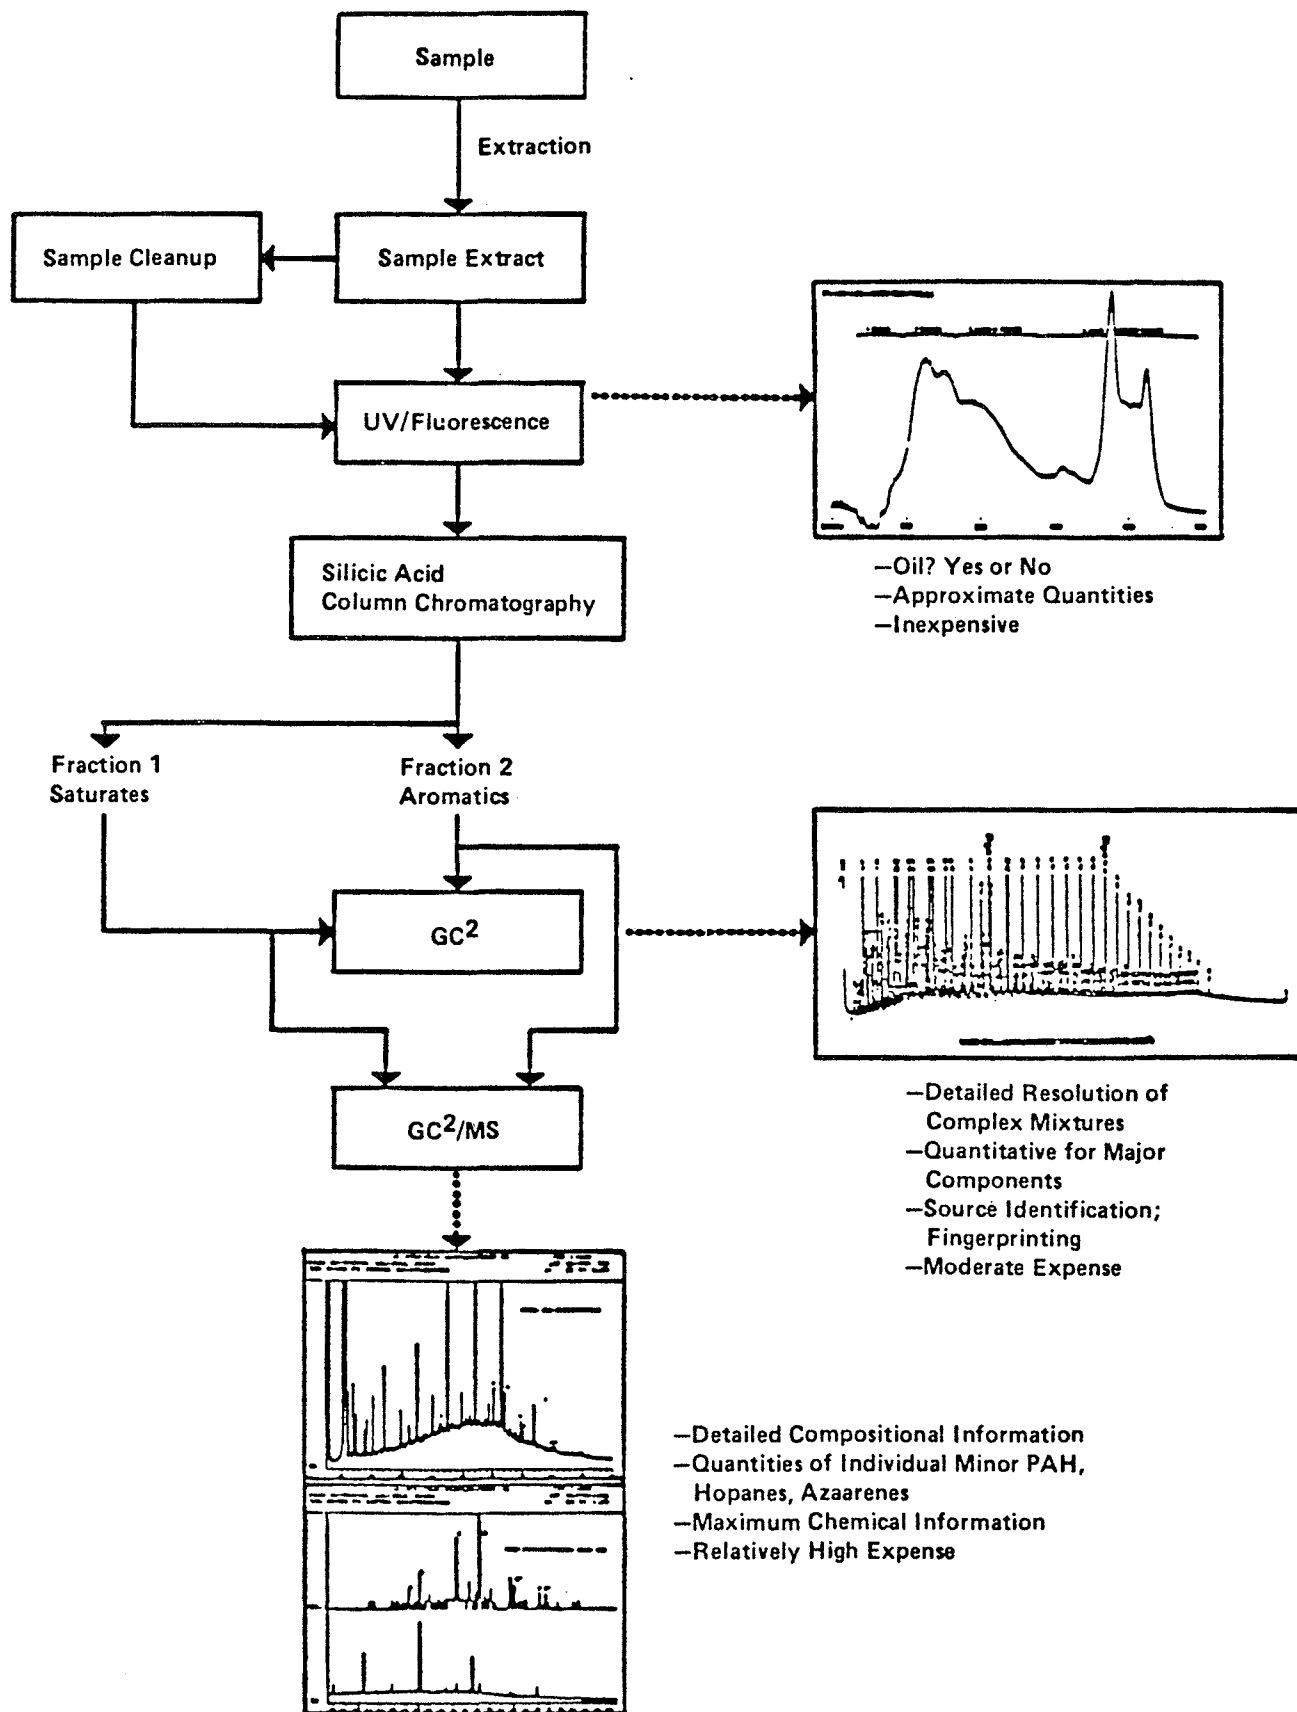 Sample
Extraction
Sample Cleanup
Sample Extract
UV/Fluorescence
—Oil? Yes or No
—Approximate Quantities
—Inexpensive
Silicic Acid
Column Chromatography
Fraction 1
Saturates
Fraction 2
Aromatics
GC²
—Detailed Resolution of
Complex Mixtures
—Quantitative for Major
Components
—Source Identification;
Fingerprinting
—Moderate Expense
GC²/MS
—Detailed Compositional Information
—Quantities of Individual Minor PAH,
Hopanes, Azaarenes
—Maximum Chemical Information
—Relatively High Expense